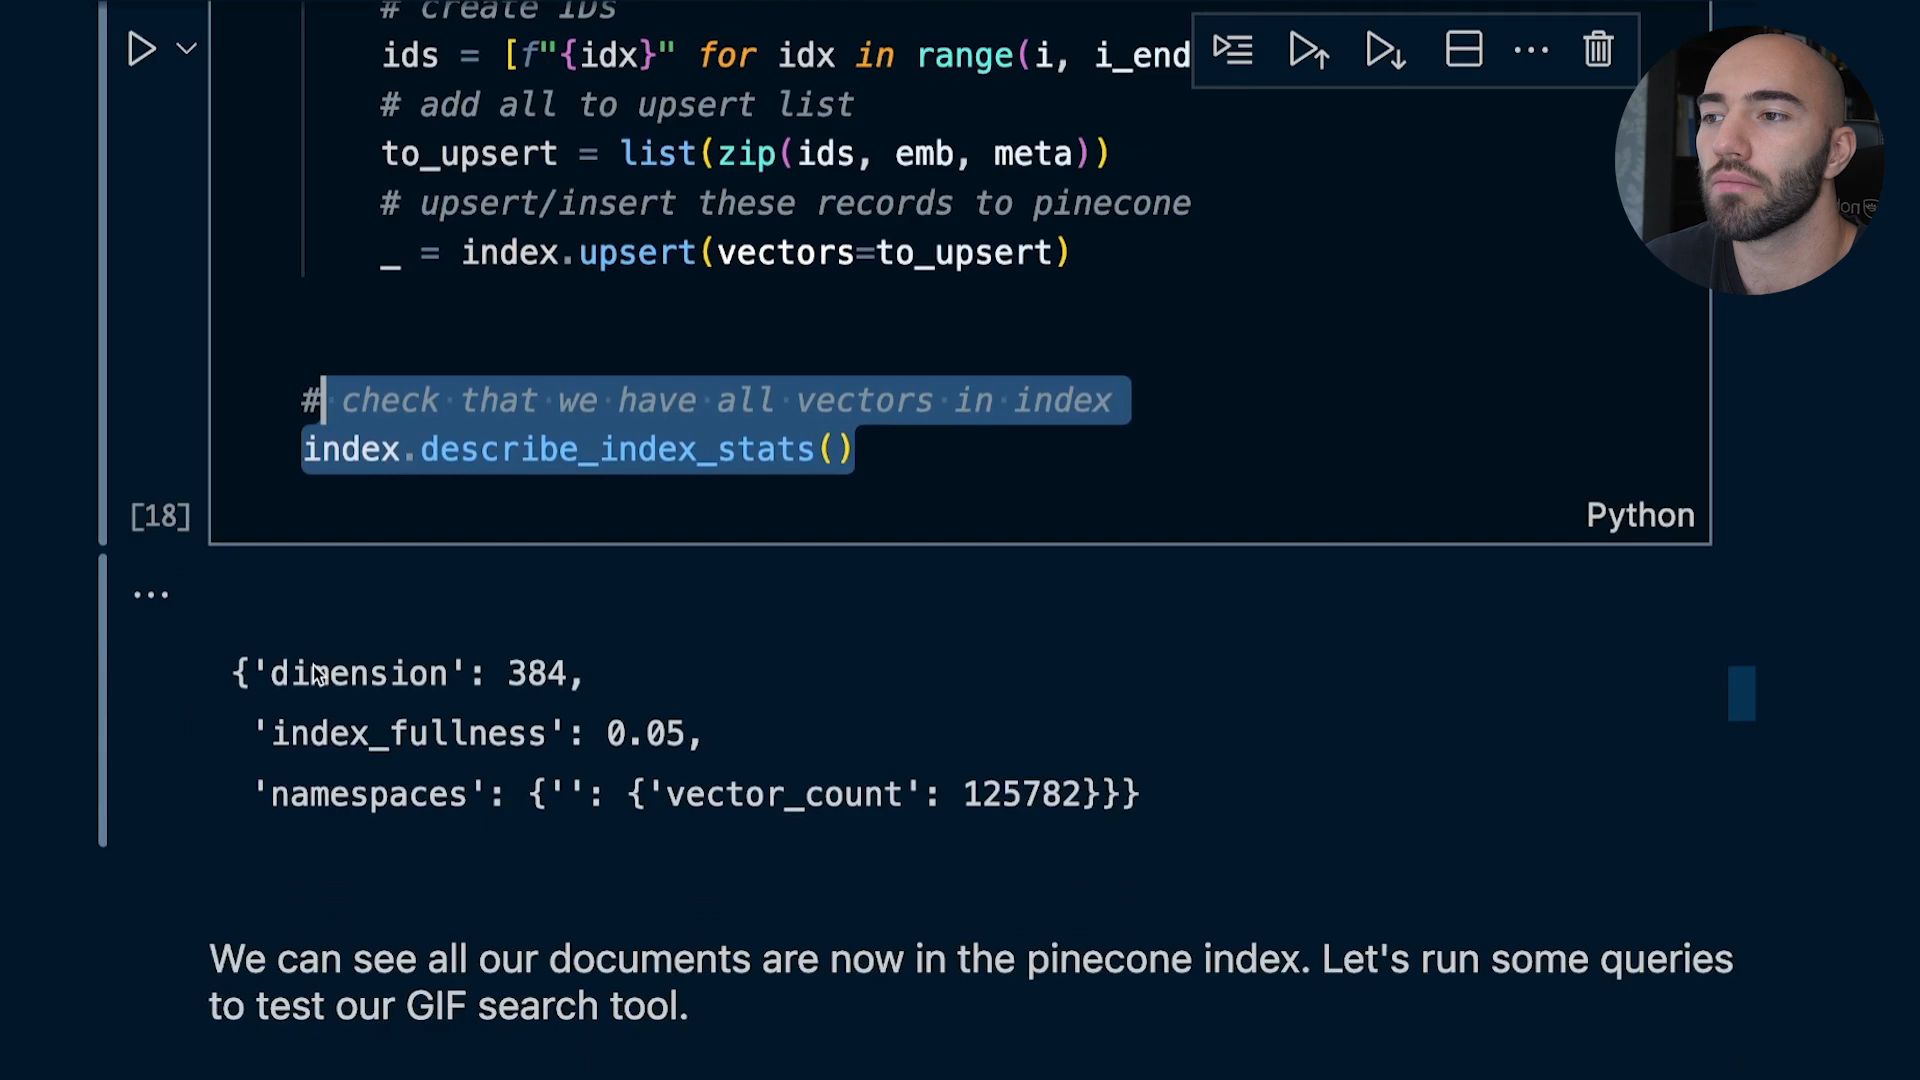 # create IDs
ids = [f"{idx}" for idx in range(i, i_end
# add all to upsert list
to_upsert = list(zip(ids, emb, meta))
# upsert/insert these records to pinecone
_ = index.upsert(vectors=to_upsert)
# check that we have all vectors in index
index.describe_index_stats()
[18]
Python
...
{'dimension': 384,
'index_fullness': 0.05,
'namespaces': {'': {'vector_count': 125782}}}
We can see all our documents are now in the pinecone index. Let's run some queries
to test our GIF search tool.